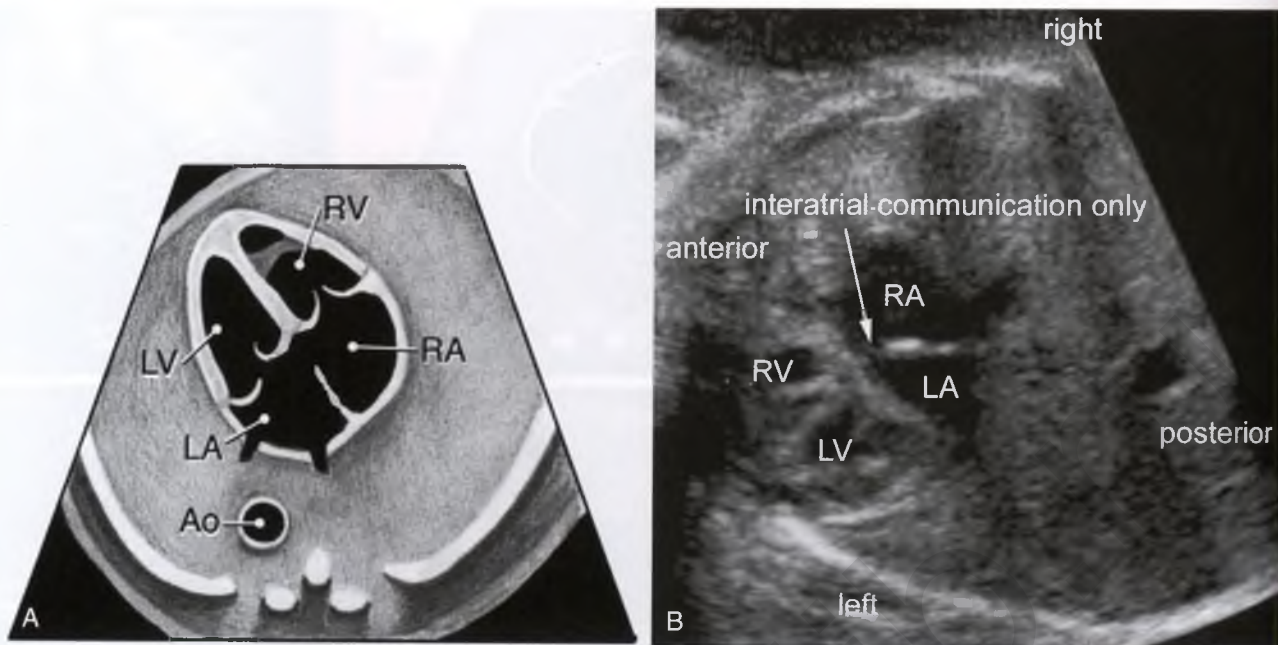 RV
LV
RA
LA
Ao
A
right
interatrial-communication only
anterior
RA
RV
LA
LV
posterior
left
B